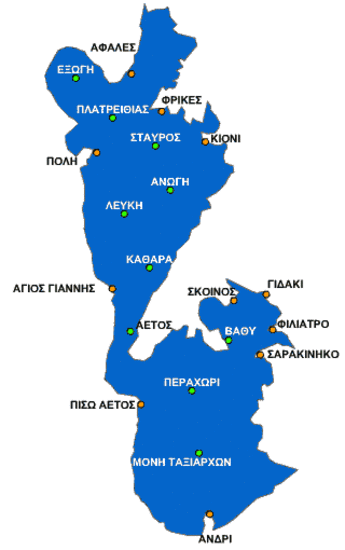 ΑΦΑΛΕΣ
ΕΞΩΓΗ
ΦΡΙΚΕΣ
ΠΛΑΤΡΕΙΘΙΑΣ
ΣΤΑΥΡΟΣ
ΚΙΟΝΙ
ΠΟΛΗ
ΑΝΩΓΗ
ΛΕΥΚΗ
ΚΑΘΑΡΑ
ΑΓΙΟΣ ΓΙΑΝΝΗΣ
ΣΚΟΙΝΟΣ
ΓΙΔΑΚΙ
ΑΕΤΟΣ
ΒΑΘΥ
ΦΙΛΙΑΤΡΟ
ΣΑΡΑΚΙΝΗΚΟ
ΠΕΡΑΧΩΡΙ
ΠΙΣΩ ΑΕΤΟΣ
ΜΟΝΗ ΤΑΞΙΑΡΧΩΝ
ΑΝΔΡΙ